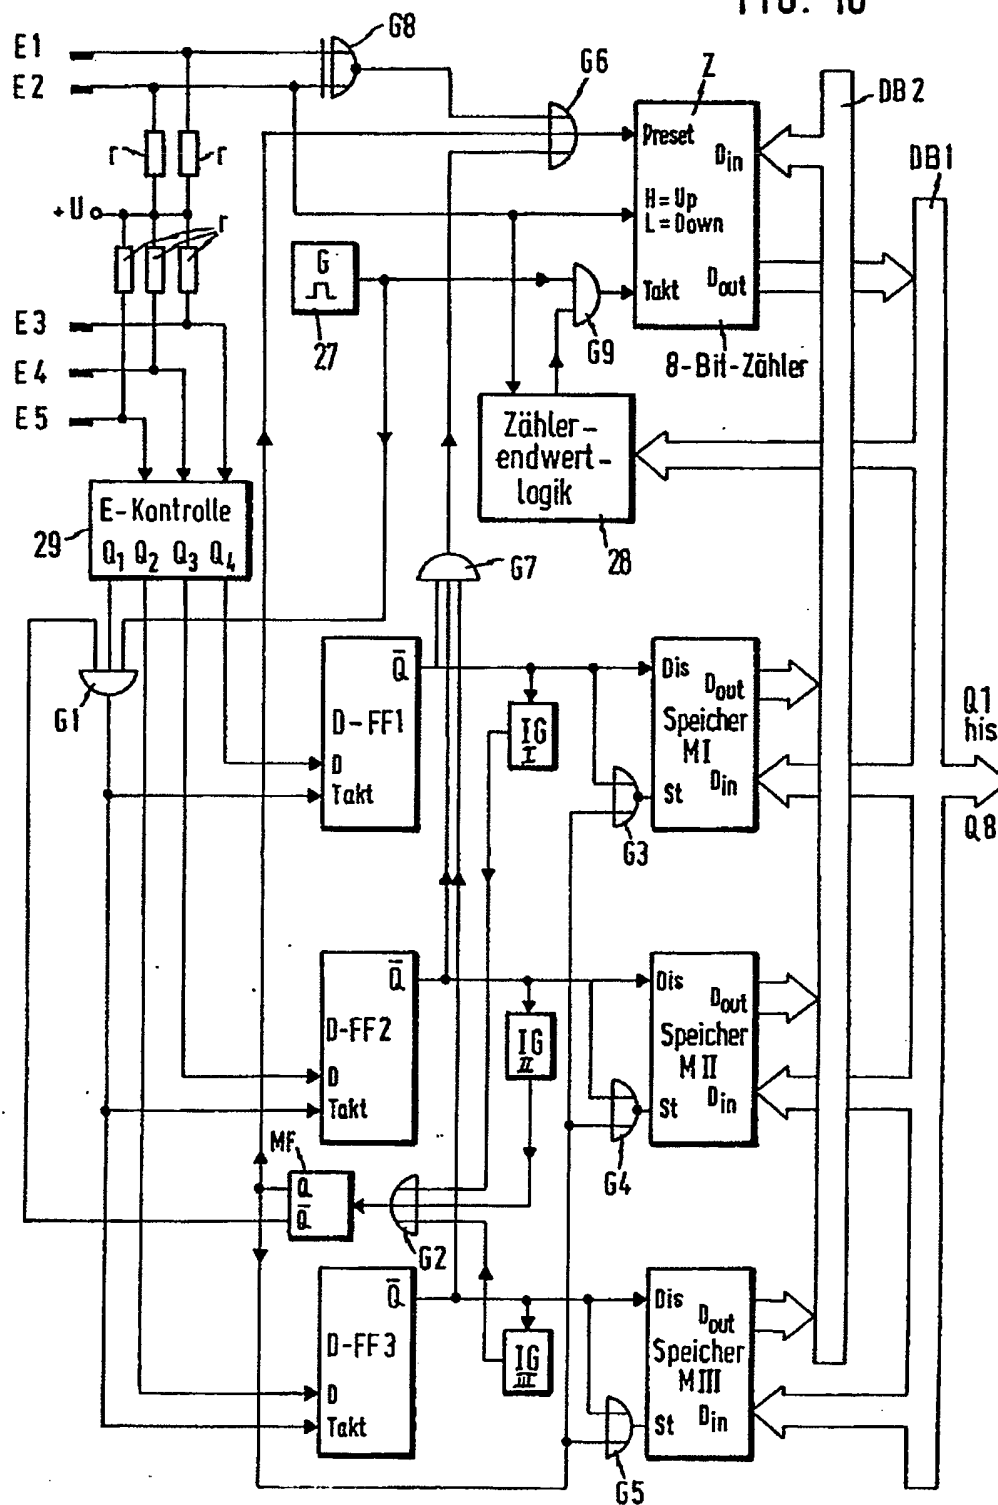 FIG. 10
E1
E2
G8
G6
Z
DB2
DB1
r
r
+U
r
Preset
Din
H=Up
L=Down
Takt
Dout
G
27
G9
8-Bit-Zähler
E3
E4
E5
Zähler-
endwert-
logik
28
E-Kontrolle
Q1 Q2 Q3 Q4
29
G7
G1
Q̅
D-FF1
D
Takt
IG
I
Dis
Dout
Speicher
MI
Din
St
G3
Q1
his
Q8
Q̅
D-FF2
D
Takt
IG
II
Dis
Dout
Speicher
MII
Din
St
G4
MF
Q
Q̅
G2
Q̅
D-FF3
D
Takt
IG
III
Dis
Dout
Speicher
MIII
Din
St
G5